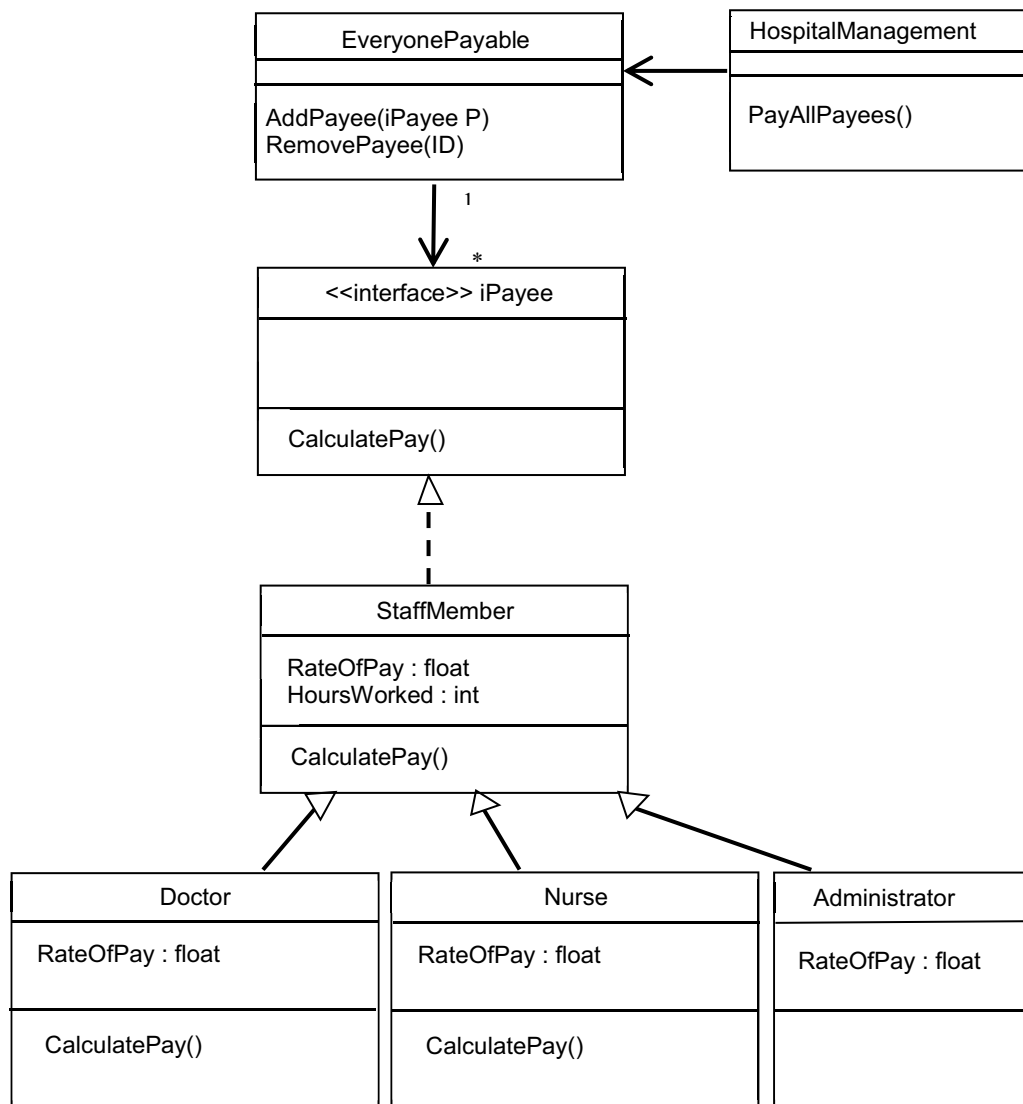 EveryonePayable
AddPayee(iPayee P)
RemovePayee(ID)
HospitalManagement
PayAllPayees()
1
*
<<interface>> iPayee
CalculatePay()
StaffMember
RateOfPay : float
HoursWorked : int
CalculatePay()
Doctor
RateOfPay : float
CalculatePay()
Nurse
RateOfPay : float
CalculatePay()
Administrator
RateOfPay : float